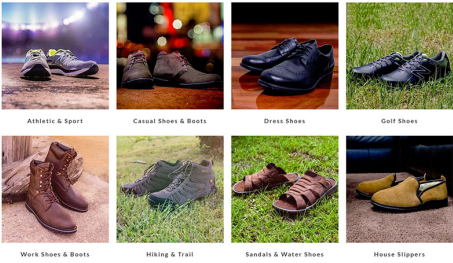 Athletic & Sport
Casual Shoes & Boots
Dress Shoes
Golf Shoes
Work Shoes & Boots
Hiking & Trail
Sandals & Water Shoes
House Slippers